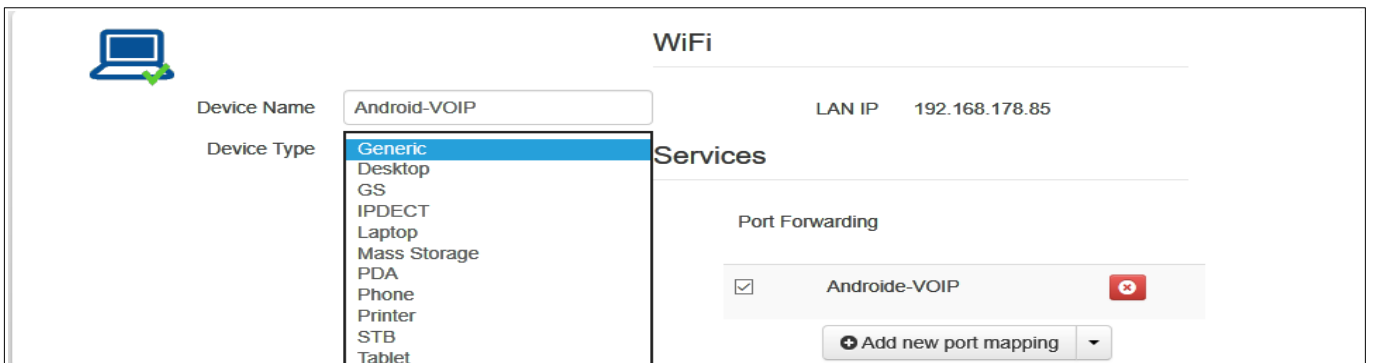 WiFi
Device Name Android-VOIP
LAN IP 192.168.178.85
Device Type
Generic
Desktop
GS
IPDECT
Laptop
Mass Storage
PDA
Phone
Printer
STB
Tablet
Services
Port Forwarding
Androide-VOIP
Add new port mapping